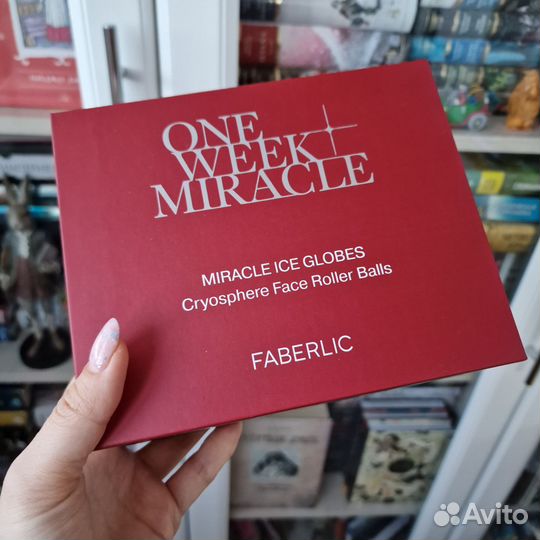 ONE
WEEK
MIRACLE
MIRACLE ICE GLOBES
Cryosphere Face Roller Balls
FABERLIC
Avito